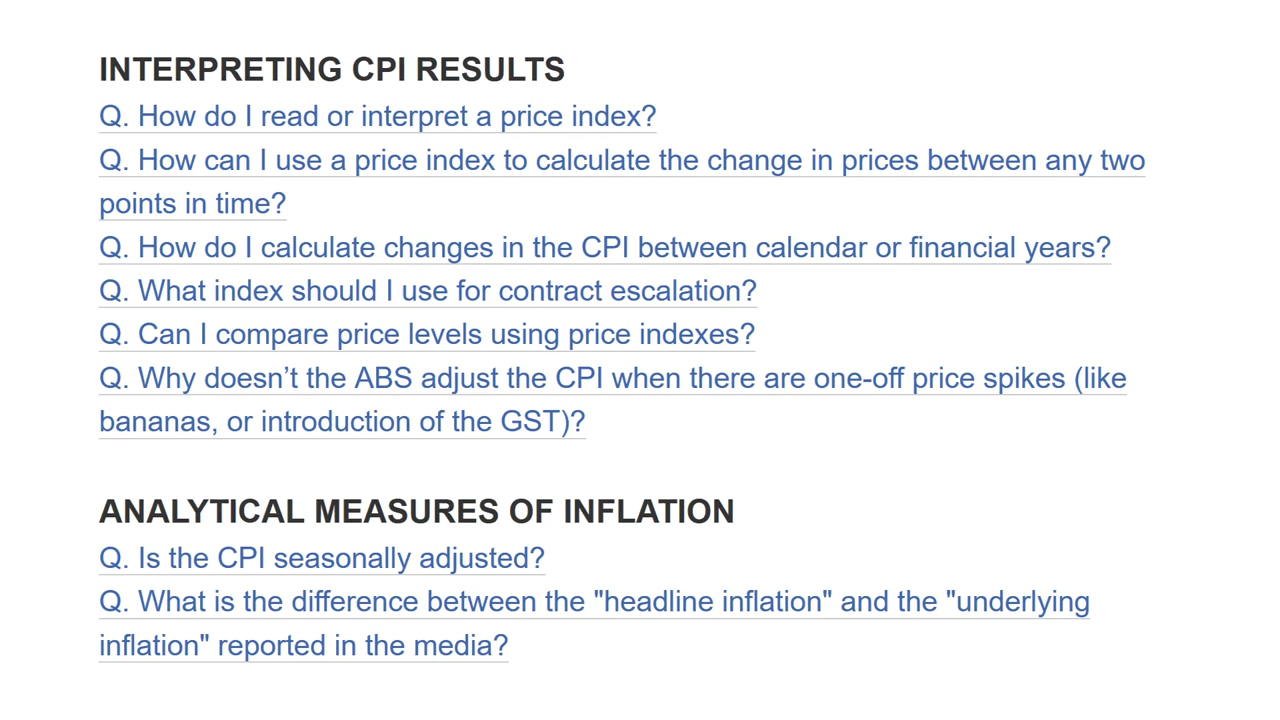 INTERPRETING CPI RESULTS
Q. How do I read or interpret a price index?
Q. How can I use a price index to calculate the change in prices between any two
points in time?
Q. How do I calculate changes in the CPI between calendar or financial years?
Q. What index should I use for contract escalation?
Q. Can I compare price levels using price indexes?
Q. Why doesn’t the ABS adjust the CPI when there are one-off price spikes (like
bananas, or introduction of the GST)?
ANALYTICAL MEASURES OF INFLATION
Q. Is the CPI seasonally adjusted?
Q. What is the difference between the "headline inflation" and the "underlying
inflation" reported in the media?